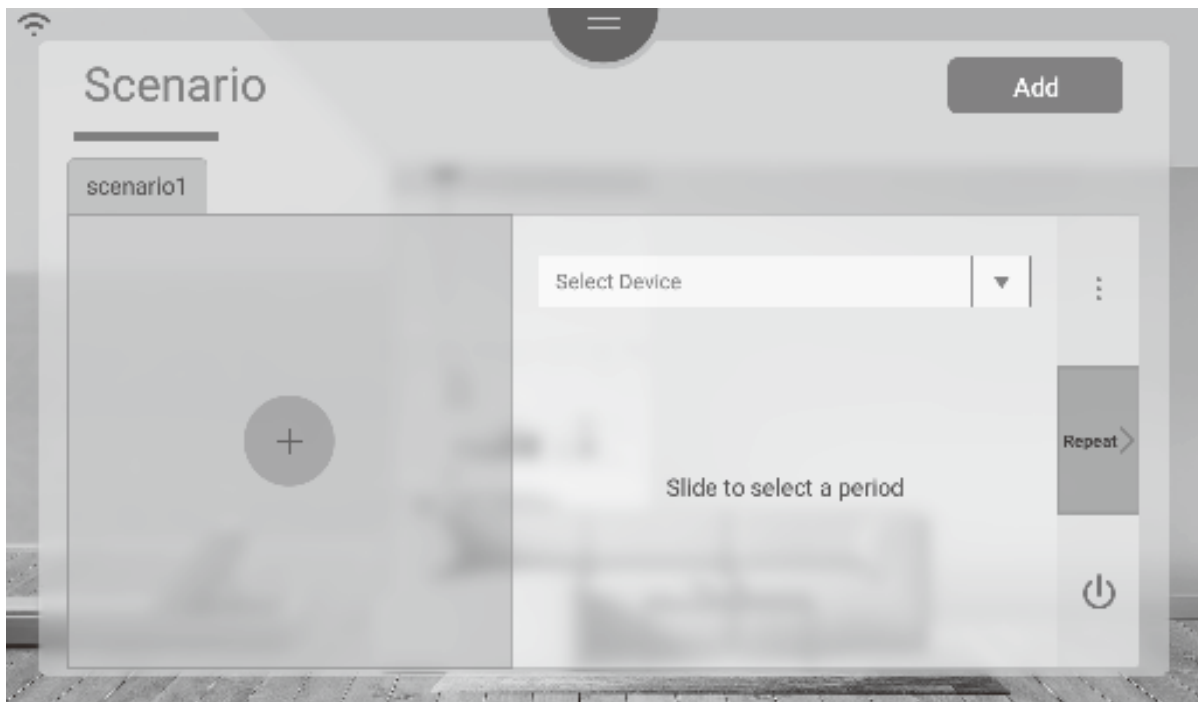 Scenario
Add
scenario1
Select Device
Repeat
Slide to select a period